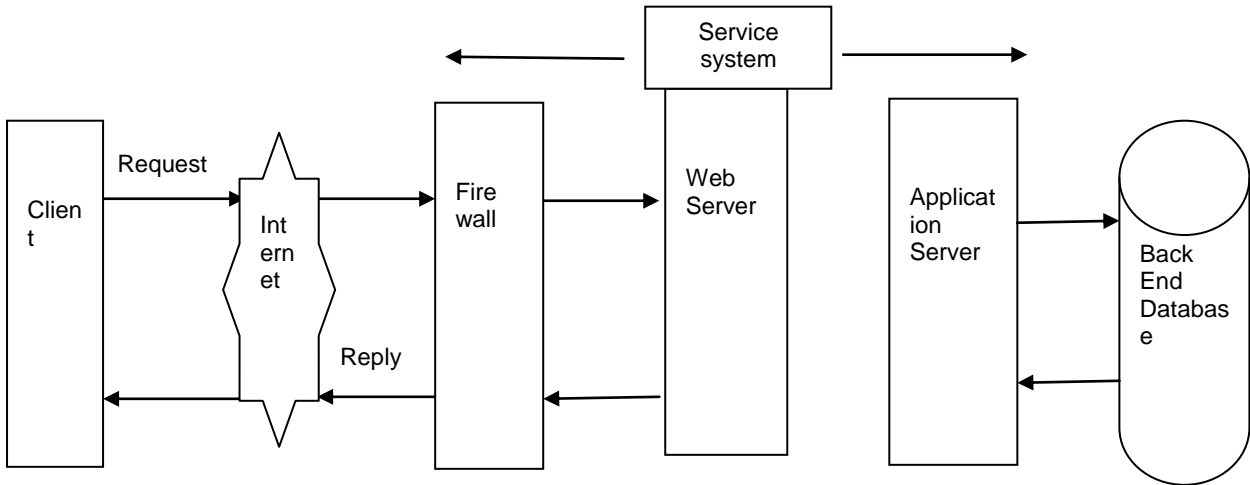 Service
system
Request
Clien
t
Int
ern
et
Reply
Fire
wall
Web
Server
Applicat
ion
Server
Back
End
Databas
e